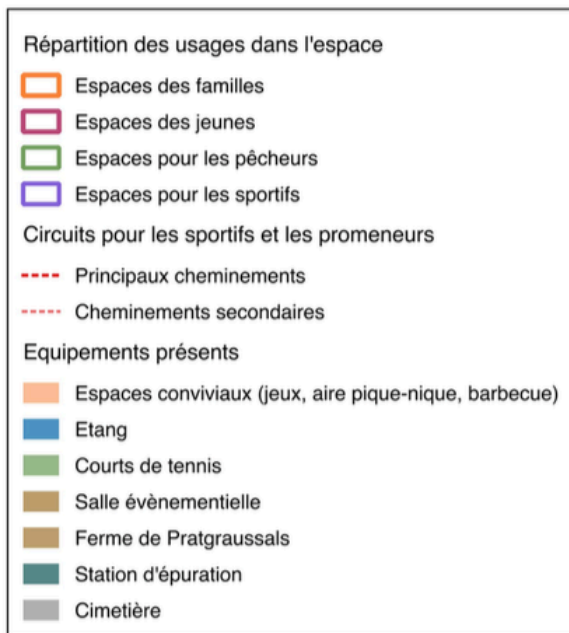 Répartition des usages dans l'espace
Espaces des familles
Espaces des jeunes
Espaces pour les pêcheurs
Espaces pour les sportifs
Circuits pour les sportifs et les promeneurs
Principaux cheminements
Cheminements secondaires
Equipements présents
Espaces conviviaux (jeux, aire pique-nique, barbecue)
Etang
Courts de tennis
Salle évènementielle
Ferme de Pratgraussals
Station d'épuration
Cimetière